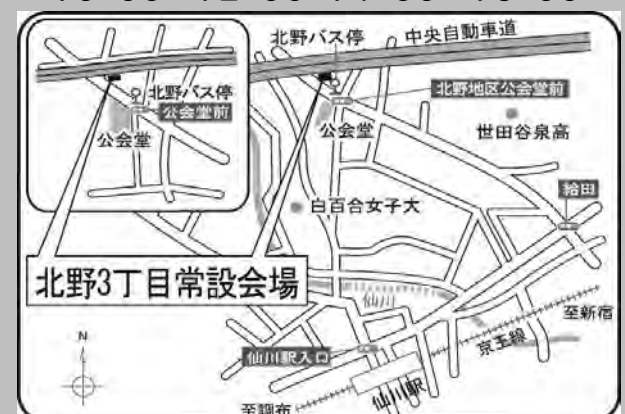 北野バス停
中央自動車道
北野バス停
公会堂前
公会堂
北野地区公会堂前
公会堂
世田谷泉高
給田
白百合女子大
北野3丁目常設会場
仙川
至新宿
N
仙川駅入口
京王線
仙川駅
至調布